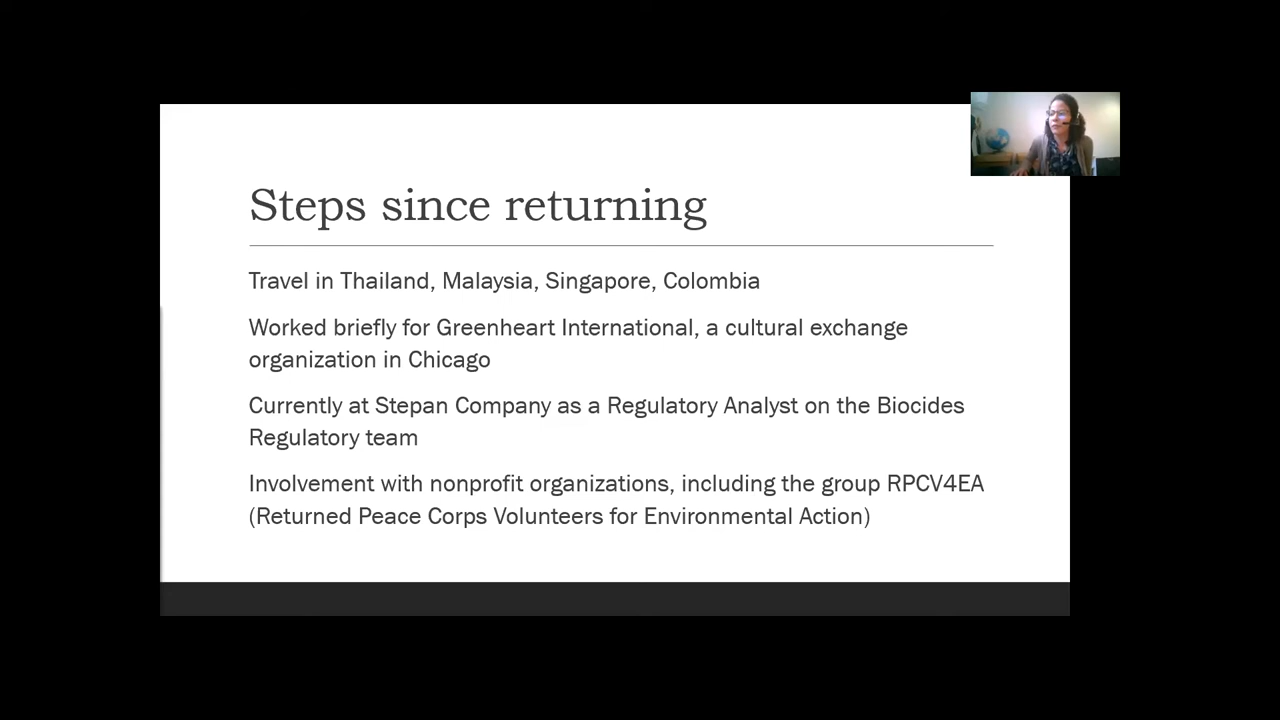 Steps since returning
Travel in Thailand, Malaysia, Singapore, Colombia
Worked briefly for Greenheart International, a cultural exchange
organization in Chicago
Currently at Stepan Company as a Regulatory Analyst on the Biocides
Regulatory team
Involvement with nonprofit organizations, including the group RPCV4EA
(Returned Peace Corps Volunteers for Environmental Action)